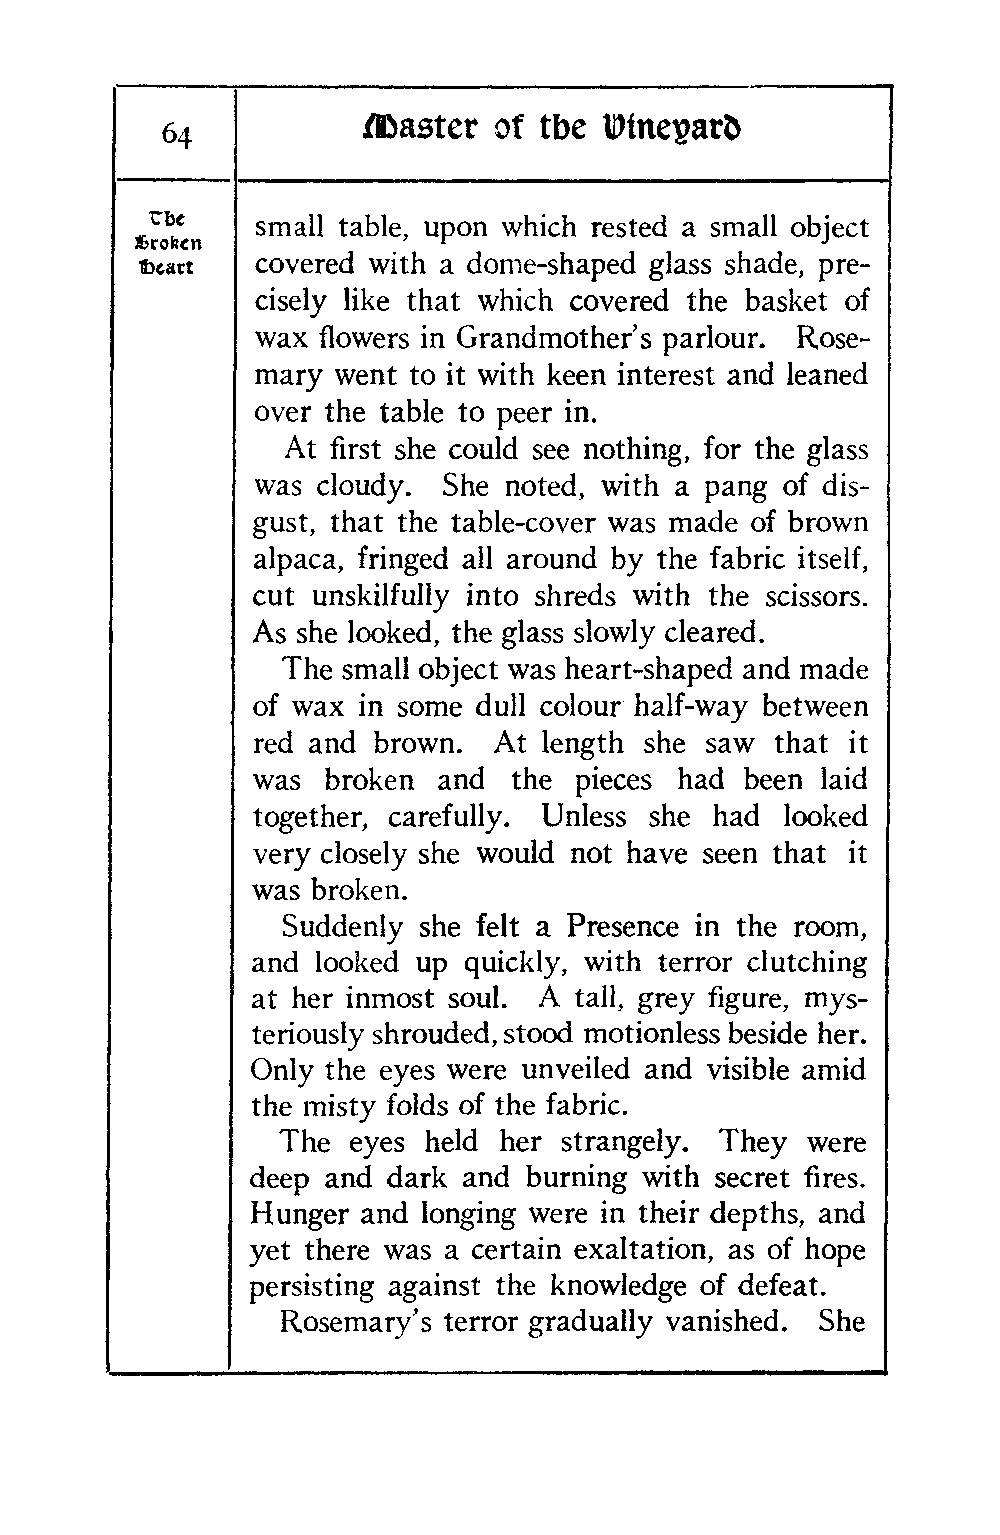 64
Master of the Vineyard
The
Broken
Heart
small table, upon which rested a small object
covered with a dome-shaped glass shade, pre-
cisely like that which covered the basket of
wax flowers in Grandmother's parlour. Rose-
mary went to it with keen interest and leaned
over the table to peer in.
At first she could see nothing, for the glass
was cloudy. She noted, with a pang of dis-
gust, that the table-cover was made of brown
alpaca, fringed all around by the fabric itself,
cut unskilfully into shreds with the scissors.
As she looked, the glass slowly cleared.
The small object was heart-shaped and made
of wax in some dull colour half-way between
red and brown. At length she saw that it
was broken and the pieces had been laid
together, carefully. Unless she had looked
very closely she would not have seen that it
was broken.
Suddenly she felt a Presence in the room,
and looked up quickly, with terror clutching
at her inmost soul. A tall, grey figure, mys-
teriously shrouded, stood motionless beside her.
Only the eyes were unveiled and visible amid
the misty folds of the fabric.
The eyes held her strangely. They were
deep and dark and burning with secret fires.
Hunger and longing were in their depths, and
yet there was a certain exaltation, as of hope
persisting against the knowledge of defeat.
Rosemary's terror gradually vanished. She